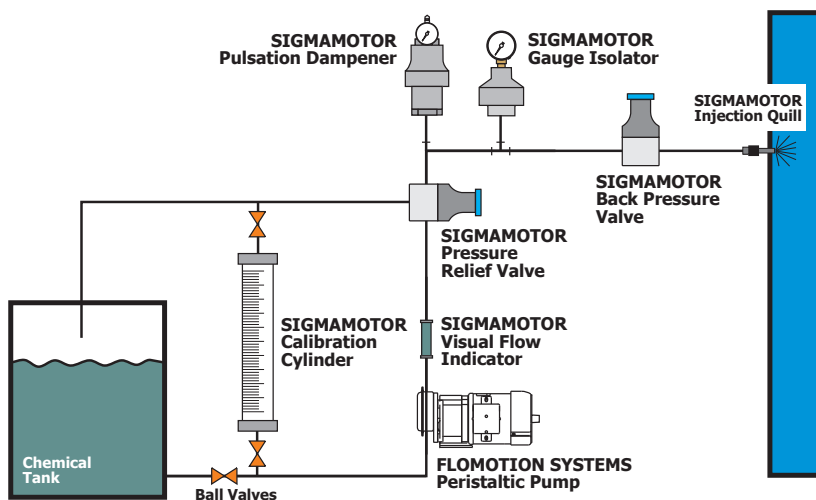 SIGMAMOTOR
Pulsation Dampener
SIGMAMOTOR
Gauge Isolator
SIGMAMOTOR
Injection Quill
SIGMAMOTOR
Back Pressure
Valve
SIGMAMOTOR
Pressure
Relief Valve
SIGMAMOTOR
Calibration
Cylinder
SIGMAMOTOR
Visual Flow
Indicator
FLOMOTION SYSTEMS
Peristaltic Pump
Chemical
Tank
Ball Valves